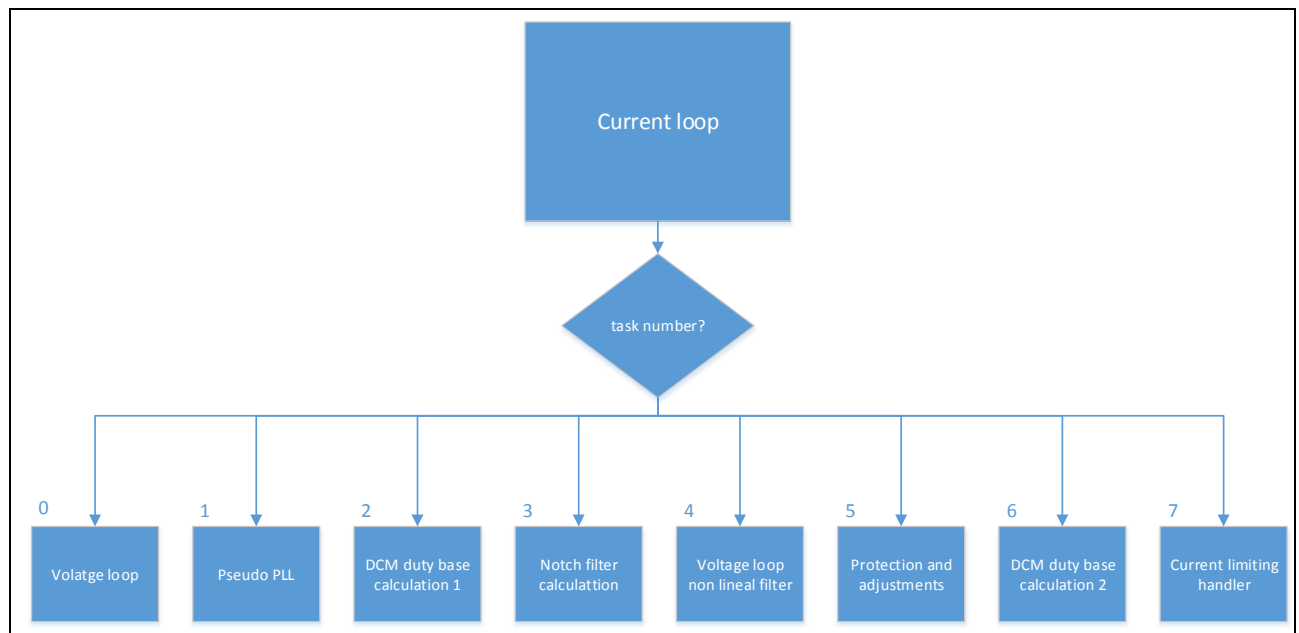 Current loop
task number?
0
1
2
3
4
5
6
7
Volatge loop
Pseudo PLL
DCM duty base
calculation 1
Notch filter
calculattion
Voltage loop
non lineal filter
Protection and
adjustments
DCM duty base
calculation 2
Current limiting
handler